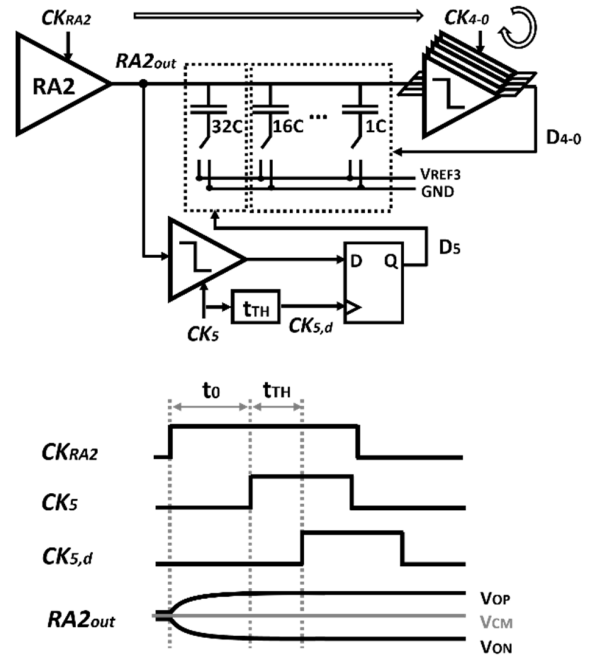 CKRA2
CK4-0
RA2out
RA2
32C
16C
...
1C
D4-0
VREF3
GND
D5
D Q
tTH
CK5
CK5,d
t0 tTH
CKRA2
CK5
CK5,d
RA2out
VOP
VCM
VON